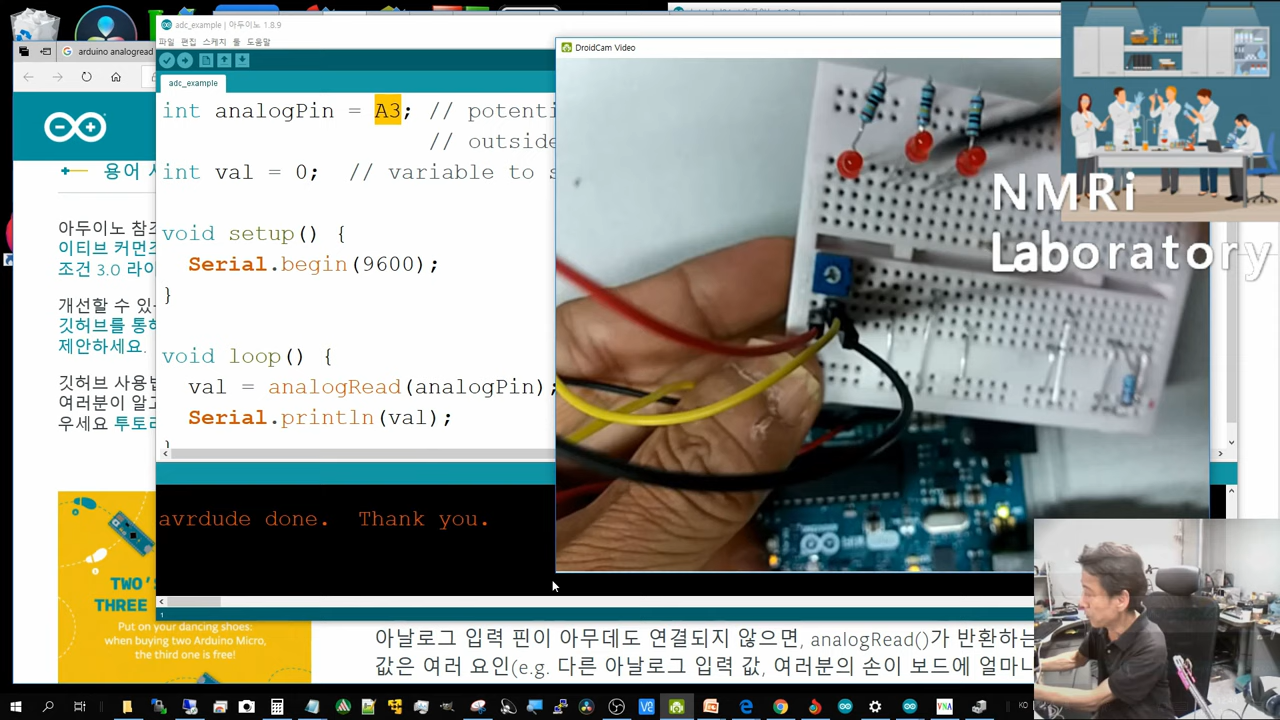 adc_example | 아두이노 1.8.9
파일 편집 스케치 툴 도움말
arduino analogread
adc_example
DroidCam Video
int analogPin = A3; // potenti
// outside
int val = 0; // variable to s
void setup() {
Serial.begin(9600);
}
void loop() {
val = analogRead(analogPin);
Serial.println(val);
}
avrdude done. Thank you.
1
용어 사
아두이노 참조
이티브 커먼즈
조건 3.0 라이
개선할 수 있
깃허브를 통해
제안하세요.
깃허브 사용법
여러분이 알고
우세요 투토리
TWO'S
THREE
Put on your dancing shoes:
when buying two Arduino Micro,
the third one is free!
아날로그 입력 핀이 아무데도 연결되지 않으면, analogRead()가 반환하는
값은 여러 요인(e.g. 다른 아날로그 입력 값, 여러분의 손이 보드에 얼마나
NMRi
Laboratory
VNA